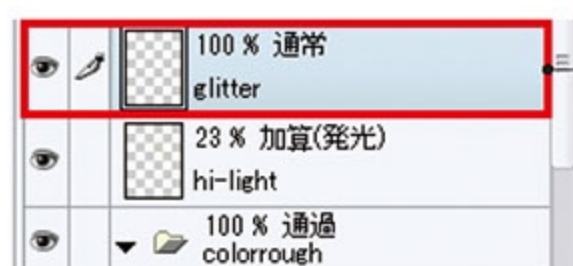 100 % 通常
glitter
23 % 加算(発光)
hi-light
100 % 通過
colorrough